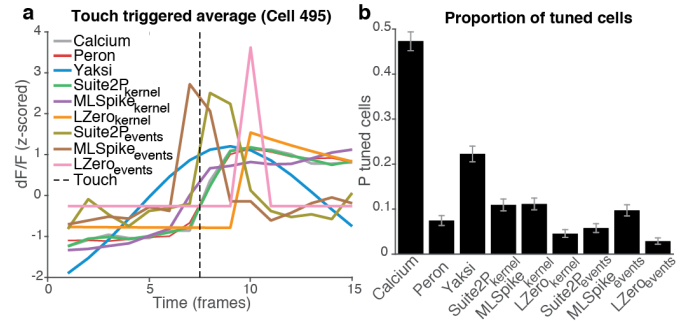 a
Touch triggered average (Cell 495)
dF/F (z-scored)
4
3
2
1
0
-1
-2
Calcium
Peron
Yaksi
Suite2Pkernel
MLSpikekernel
LZerokernel
Suite2Pevents
MLSpikeevents
LZeroevents
Touch
0
5
10
15
Time (frames)
b
Proportion of tuned cells
P tuned cells
0.5
0.4
0.3
0.2
0.1
0
Calcium
Peron
Yaksi
Suite2Pkernel
MLSpikekernel
LZerokernel
Suite2Pevents
MLSpikeevents
LZeroevents